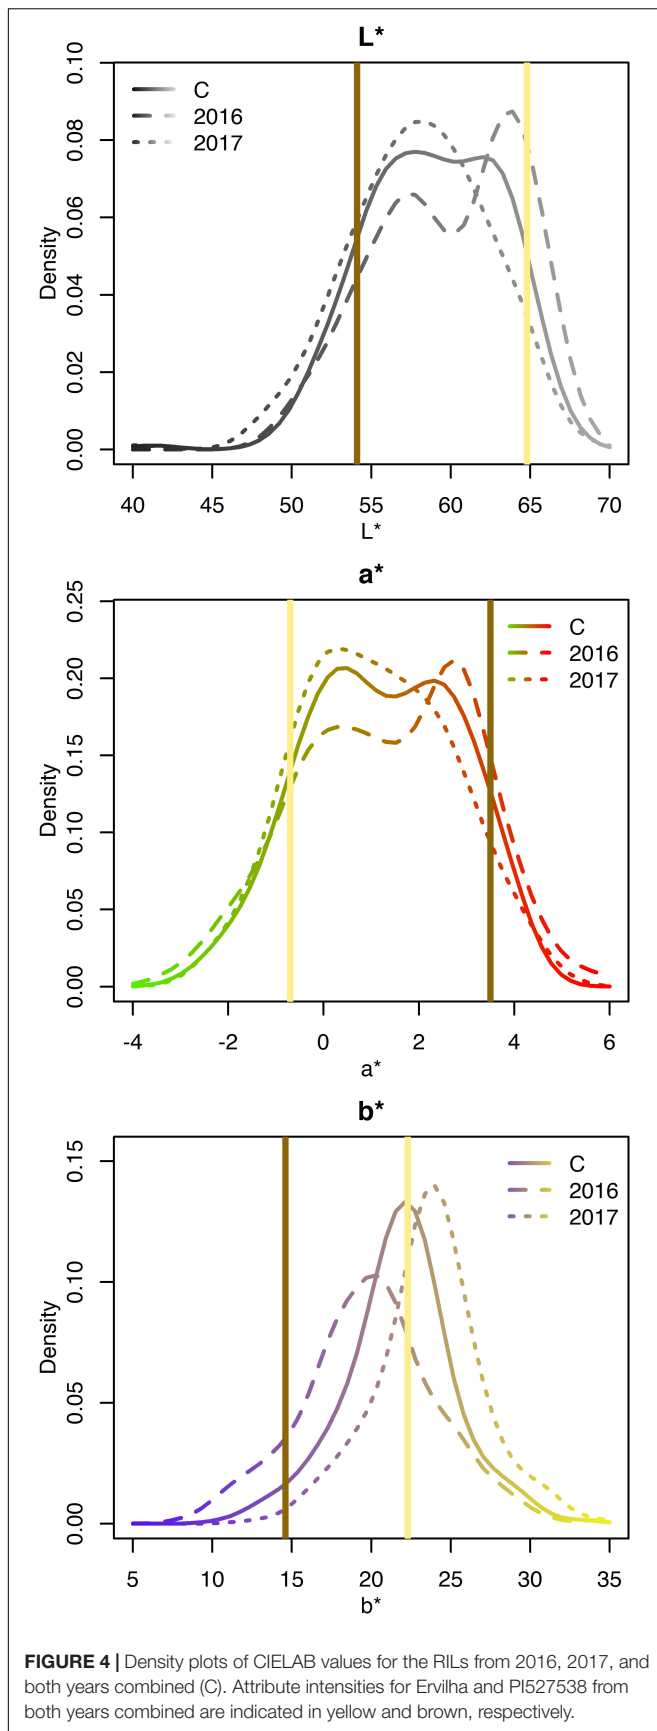 L*
0.10
0.08
0.06
0.04
0.02
0.00
Density
C
2016
2017
40 45 50 55 60 65 70
L*
a*
0.25
0.20
0.15
0.10
0.05
0.00
Density
C
2016
2017
-4 -2 0 2 4 6
a*
b*
0.15
0.10
0.05
0.00
Density
C
2016
2017
5 10 15 20 25 30 35
b*
FIGURE 4 | Density plots of CIELAB values for the RILs from 2016, 2017, and
both years combined (C). Attribute intensities for Ervilha and PI527538 from
both years combined are indicated in yellow and brown, respectively.